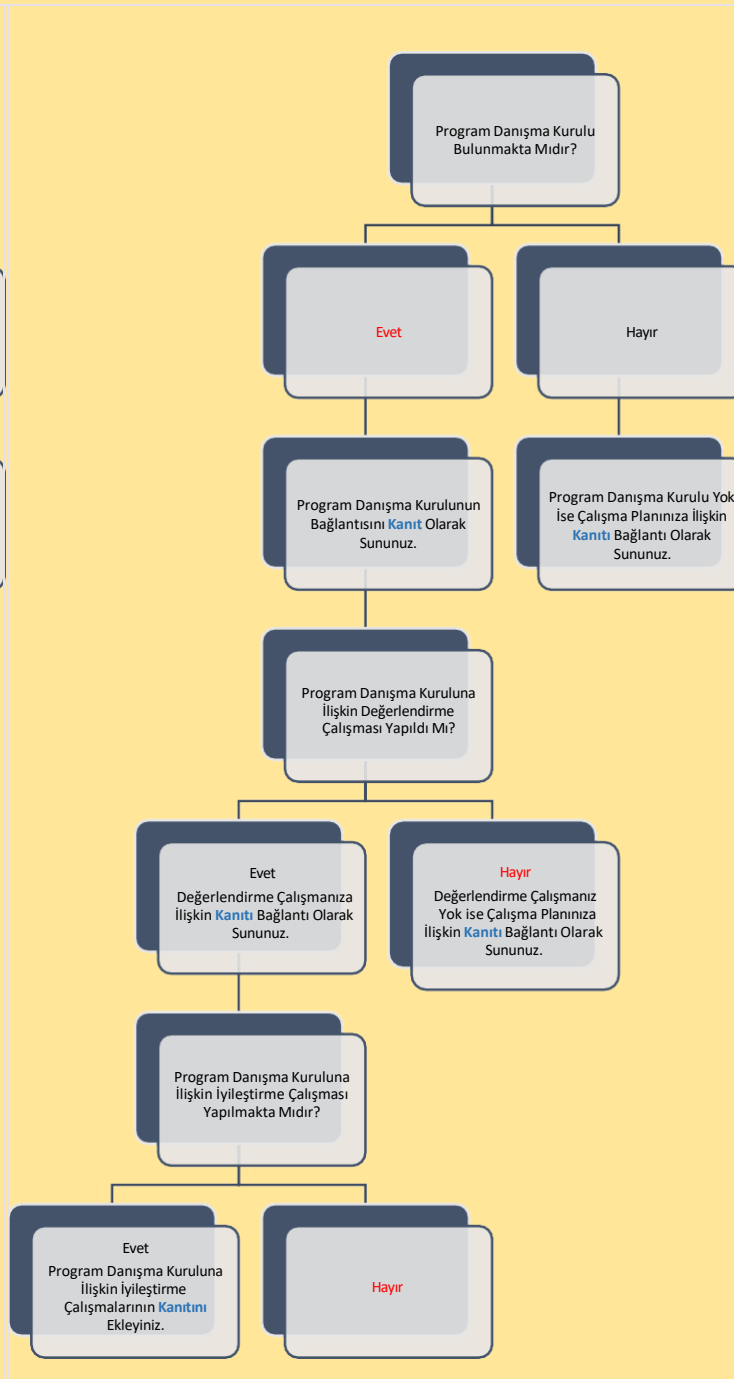 Program Danışma Kurulu
Bulunmakta Mıdır?
Evet
Hayır
Program Danışma Kurulunun
Bağlantısını Kanıt Olarak
Sununuz.
Program Danışma Kurulu Yok
İse Çalışma Planınıza İlişkin
Kanıtı Bağlantı Olarak
Sununuz.
Program Danışma Kuruluna
İlişkin Değerlendirme
Çalışması Yapıldı Mı?
Evet
Değerlendirme Çalışmanıza
İlişkin Kanıtı Bağlantı Olarak
Sununuz.
Hayır
Değerlendirme Çalışmanız
Yok ise Çalışma Planınıza
İlişkin Kanıtı Bağlantı Olarak
Sununuz.
Program Danışma Kuruluna
İlişkin İyileştirme Çalışması
Yapılmakta Mıdır?
Evet
Program Danışma Kuruluna
İlişkin İyileştirme
Çalışmalarının Kanıtını
Ekleyiniz.
Hayır